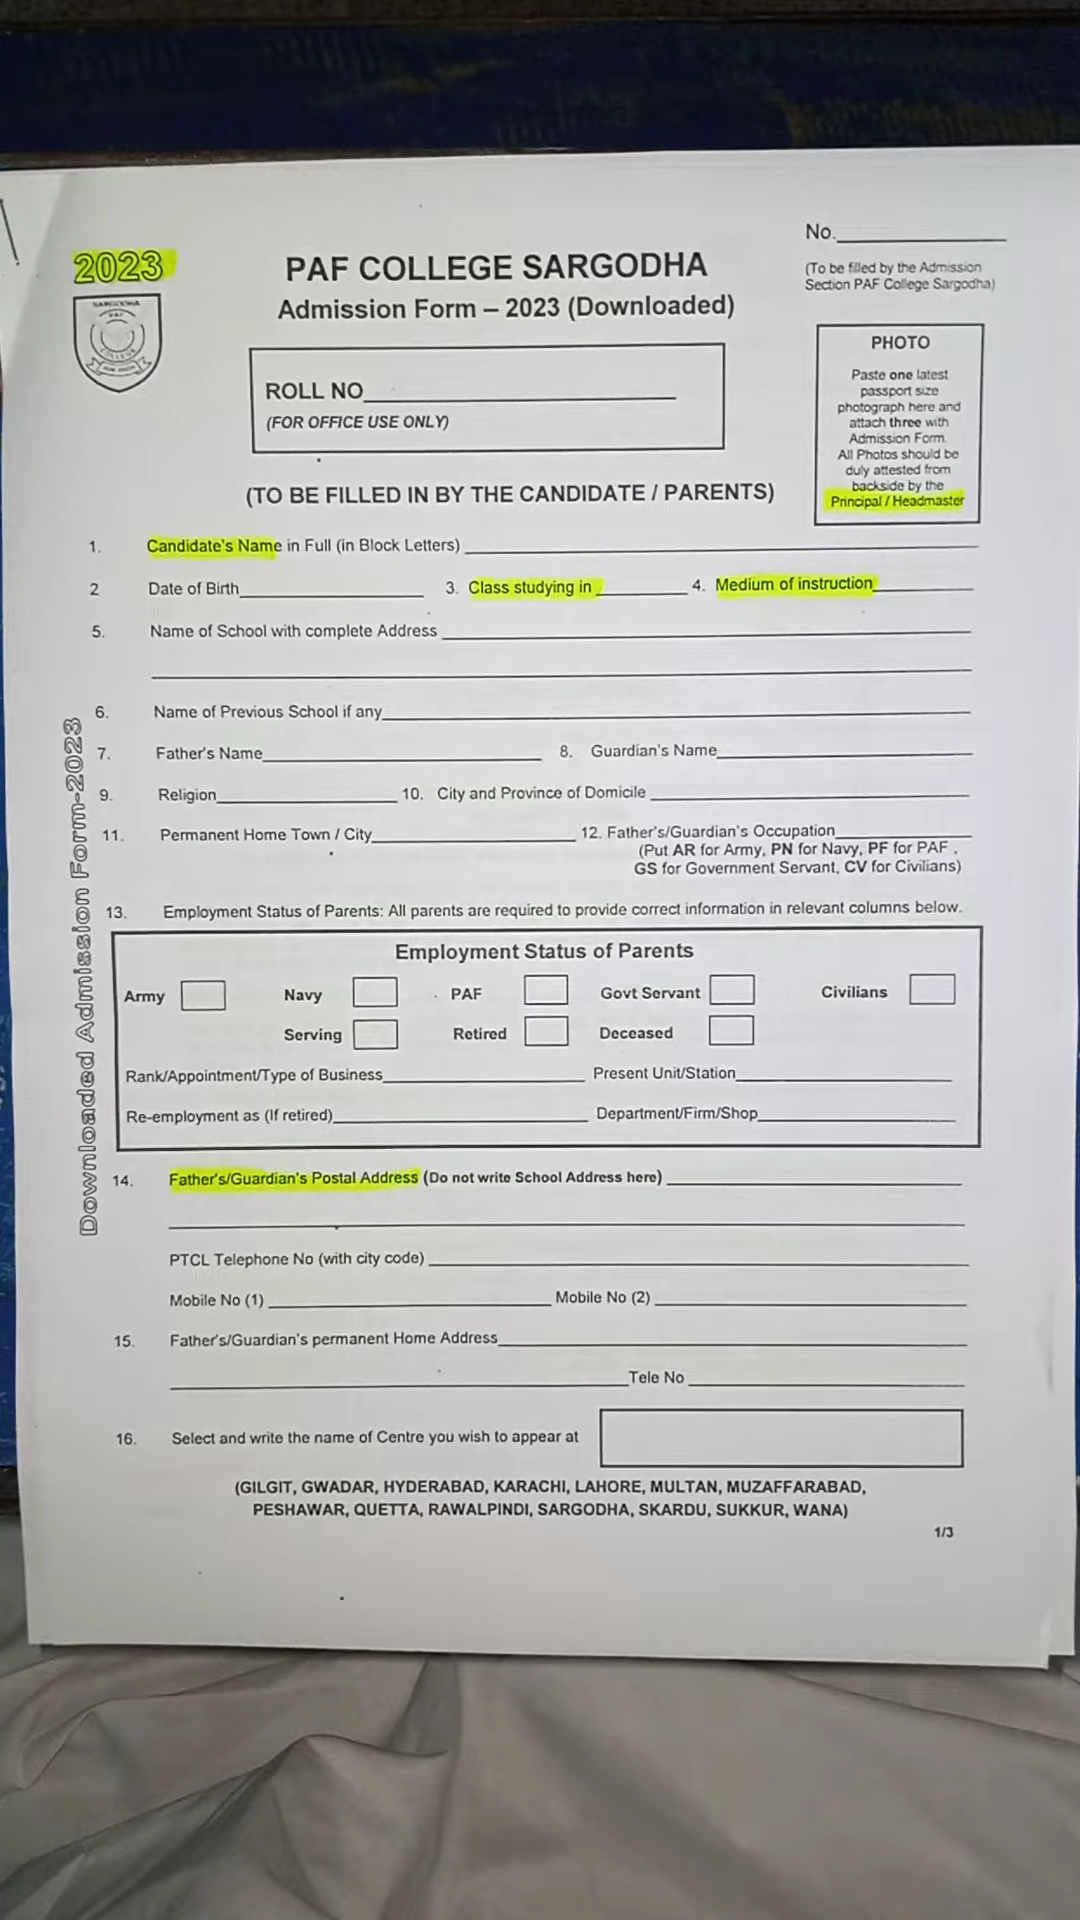 2023
No.
PAF COLLEGE SARGODHA
(To be filled by the Admission
Section PAF College Sargodha)
Admission Form – 2023 (Downloaded)
SARGODHA
PAF
COLLEGE
PHOTO
Paste one latest
passport size
photograph here and
attach three with
Admission Form.
All Photos should be
duly attested from
backside by the
Principal / Headmaster
ROLL NO
(FOR OFFICE USE ONLY)
(TO BE FILLED IN BY THE CANDIDATE / PARENTS)
1. Candidate's Name in Full (in Block Letters)
2 Date of Birth 3. Class studying in 4. Medium of instruction
5. Name of School with complete Address
6. Name of Previous School if any
7. Father's Name 8. Guardian's Name
9. Religion 10. City and Province of Domicile
11. Permanent Home Town / City 12. Father's/Guardian's Occupation
(Put AR for Army, PN for Navy, PF for PAF ,
GS for Government Servant, CV for Civilians)
13. Employment Status of Parents: All parents are required to provide correct information in relevant columns below.
Employment Status of Parents
Army Navy PAF Govt Servant Civilians
Serving Retired Deceased
Rank/Appointment/Type of Business Present Unit/Station
Re-employment as (If retired) Department/Firm/Shop
14. Father's/Guardian's Postal Address (Do not write School Address here)
PTCL Telephone No (with city code)
Mobile No (1) Mobile No (2)
15. Father's/Guardian's permanent Home Address
Tele No
16. Select and write the name of Centre you wish to appear at
(GILGIT, GWADAR, HYDERABAD, KARACHI, LAHORE, MULTAN, MUZAFFARABAD,
PESHAWAR, QUETTA, RAWALPINDI, SARGODHA, SKARDU, SUKKUR, WANA)
1/3
Downloaded Admission Form-2023